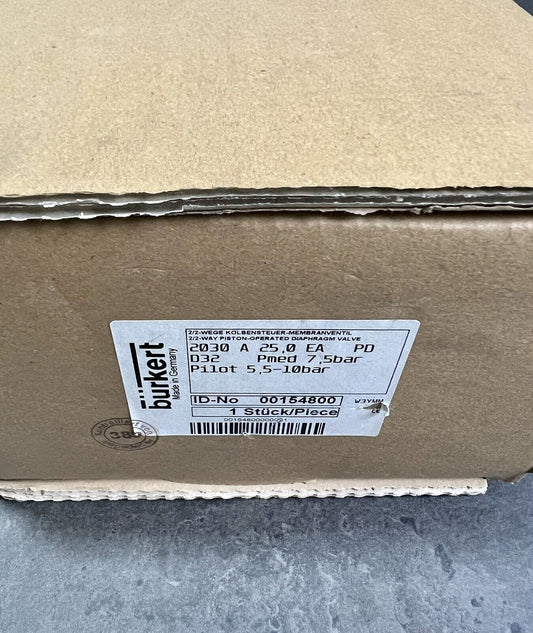 bürkert
Made in Germany
2/2-WEGE KOLBENSTEUER-MEMBRANVENTIL
2/2-WAY PISTON-OPERATED DIAPHRAGM VALVE
2030 A 25,0 EA PD
D32 Pmed 7,5bar
Pilot 5,5-10bar
ID-No 00154800
W3YMM
1 Stück/Piece